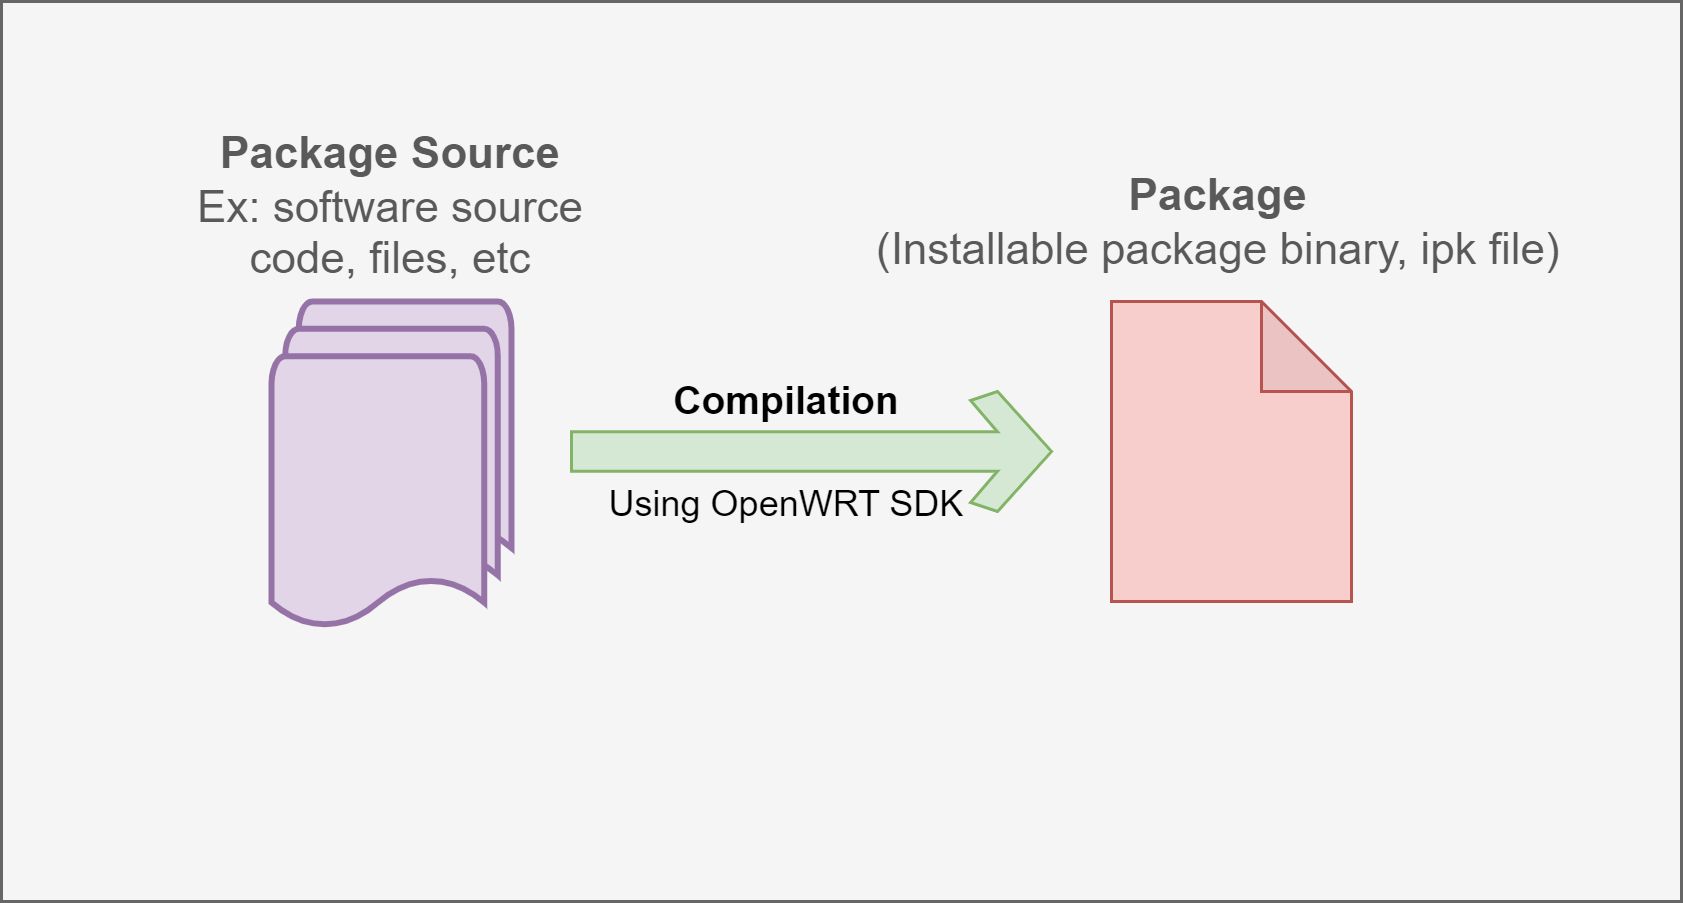 Package Source
Ex: software source
code, files, etc
Package
(Installable package binary, ipk file)
Compilation
Using OpenWRT SDK